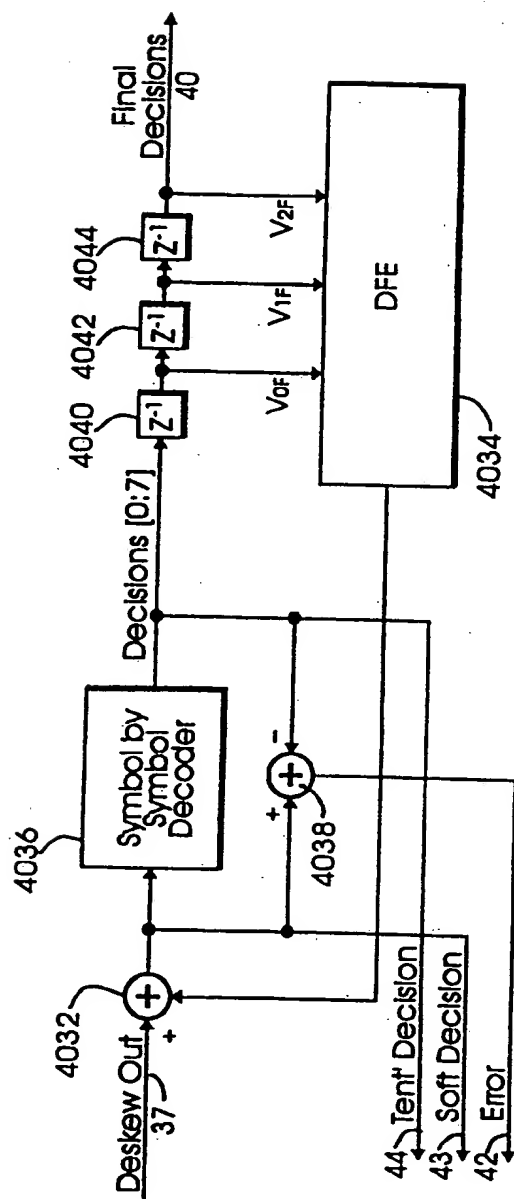 Deskew Out
37
4032
+
+
4036
Symbol by
Symbol
Decoder
Decisions [0:7]
4040
Z-1
4042
Z-1
4044
Z-1
Final
Decisions
40
V0F
V1F
V2F
DFE
4034
+
-
+
4038
44 Tent' Decision
43 Soft Decision
42 Error